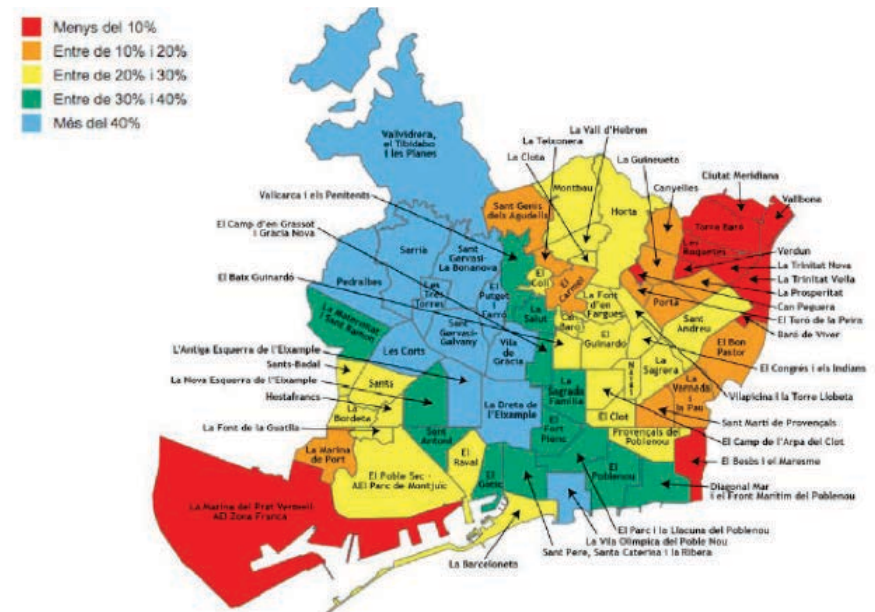 Menys del 10%
Entre de 10% i 20%
Entre de 20% i 30%
Entre de 30% i 40%
Més del 40%
Vallvidrera,
el Tibidabo
i les Planes
La Vall d'Hebron
La Teixonera
La Clota
La Guineueta
Canyelles
Ciutat Meridiana
Vallbona
Montbau
Horta
Vallcarca i els Penitents
Sant Genís
dels Agudells
Torre Baró
Les
Roquetes
El Camp d'en Grassot
i Gràcia Nova
Sarrià
Sant
Gervasi-
La Bonanova
Verdun
La Trinitat Nova
La Trinitat Vella
La Prosperitat
Can Peguera
El Turó de la Peira
Baró de Viver
El Baix Guinardó
Pedralbes
Les
Tres
Torres
El
Putget
i
Farró
El
Coll
El
Carmel
La Font
d'en
Fargues
Porta
Sant
Andreu
La
Salut
Can
Baró
La Maternitat
i Sant Ramon
Sant
Gervasi-
Galvany
Vila
de
Gràcia
El
Guinardó
El Bon
Pastor
L'Antiga Esquerra de l'Eixample
Les Corts
La
Sagrera
El Congrés i els Indians
Sants-Badal
La Nova Esquerra de l'Eixample
Sants
Navas
La
Sagrada
Família
La Verneda
i
la Pau
Vilapicina i la Torre Llobeta
Hostafrancs
La Dreta de
l'Eixample
La
Bordeta
El Clot
Sant Martí de Provençals
La Font de la Guatlla
Sant
Antoni
El
Fort
Pienc
Provençals del
Poblenou
El Camp de l'Arpa del Clot
La Marina
de Port
El
Raval
El Besòs i el Maresme
El Poble Sec -
AEI Parc de Montjuïc
El
Gòtic
El
Poblenou
Diagonal Mar
i el Front Marítim del Poblenou
La Marina del Prat Vermell
AEI Zona Franca
El Parc i la Llacuna del Poblenou
La Vila Olímpica del Poble Nou
Sant Pere, Santa Caterina i la Ribera
La Barceloneta